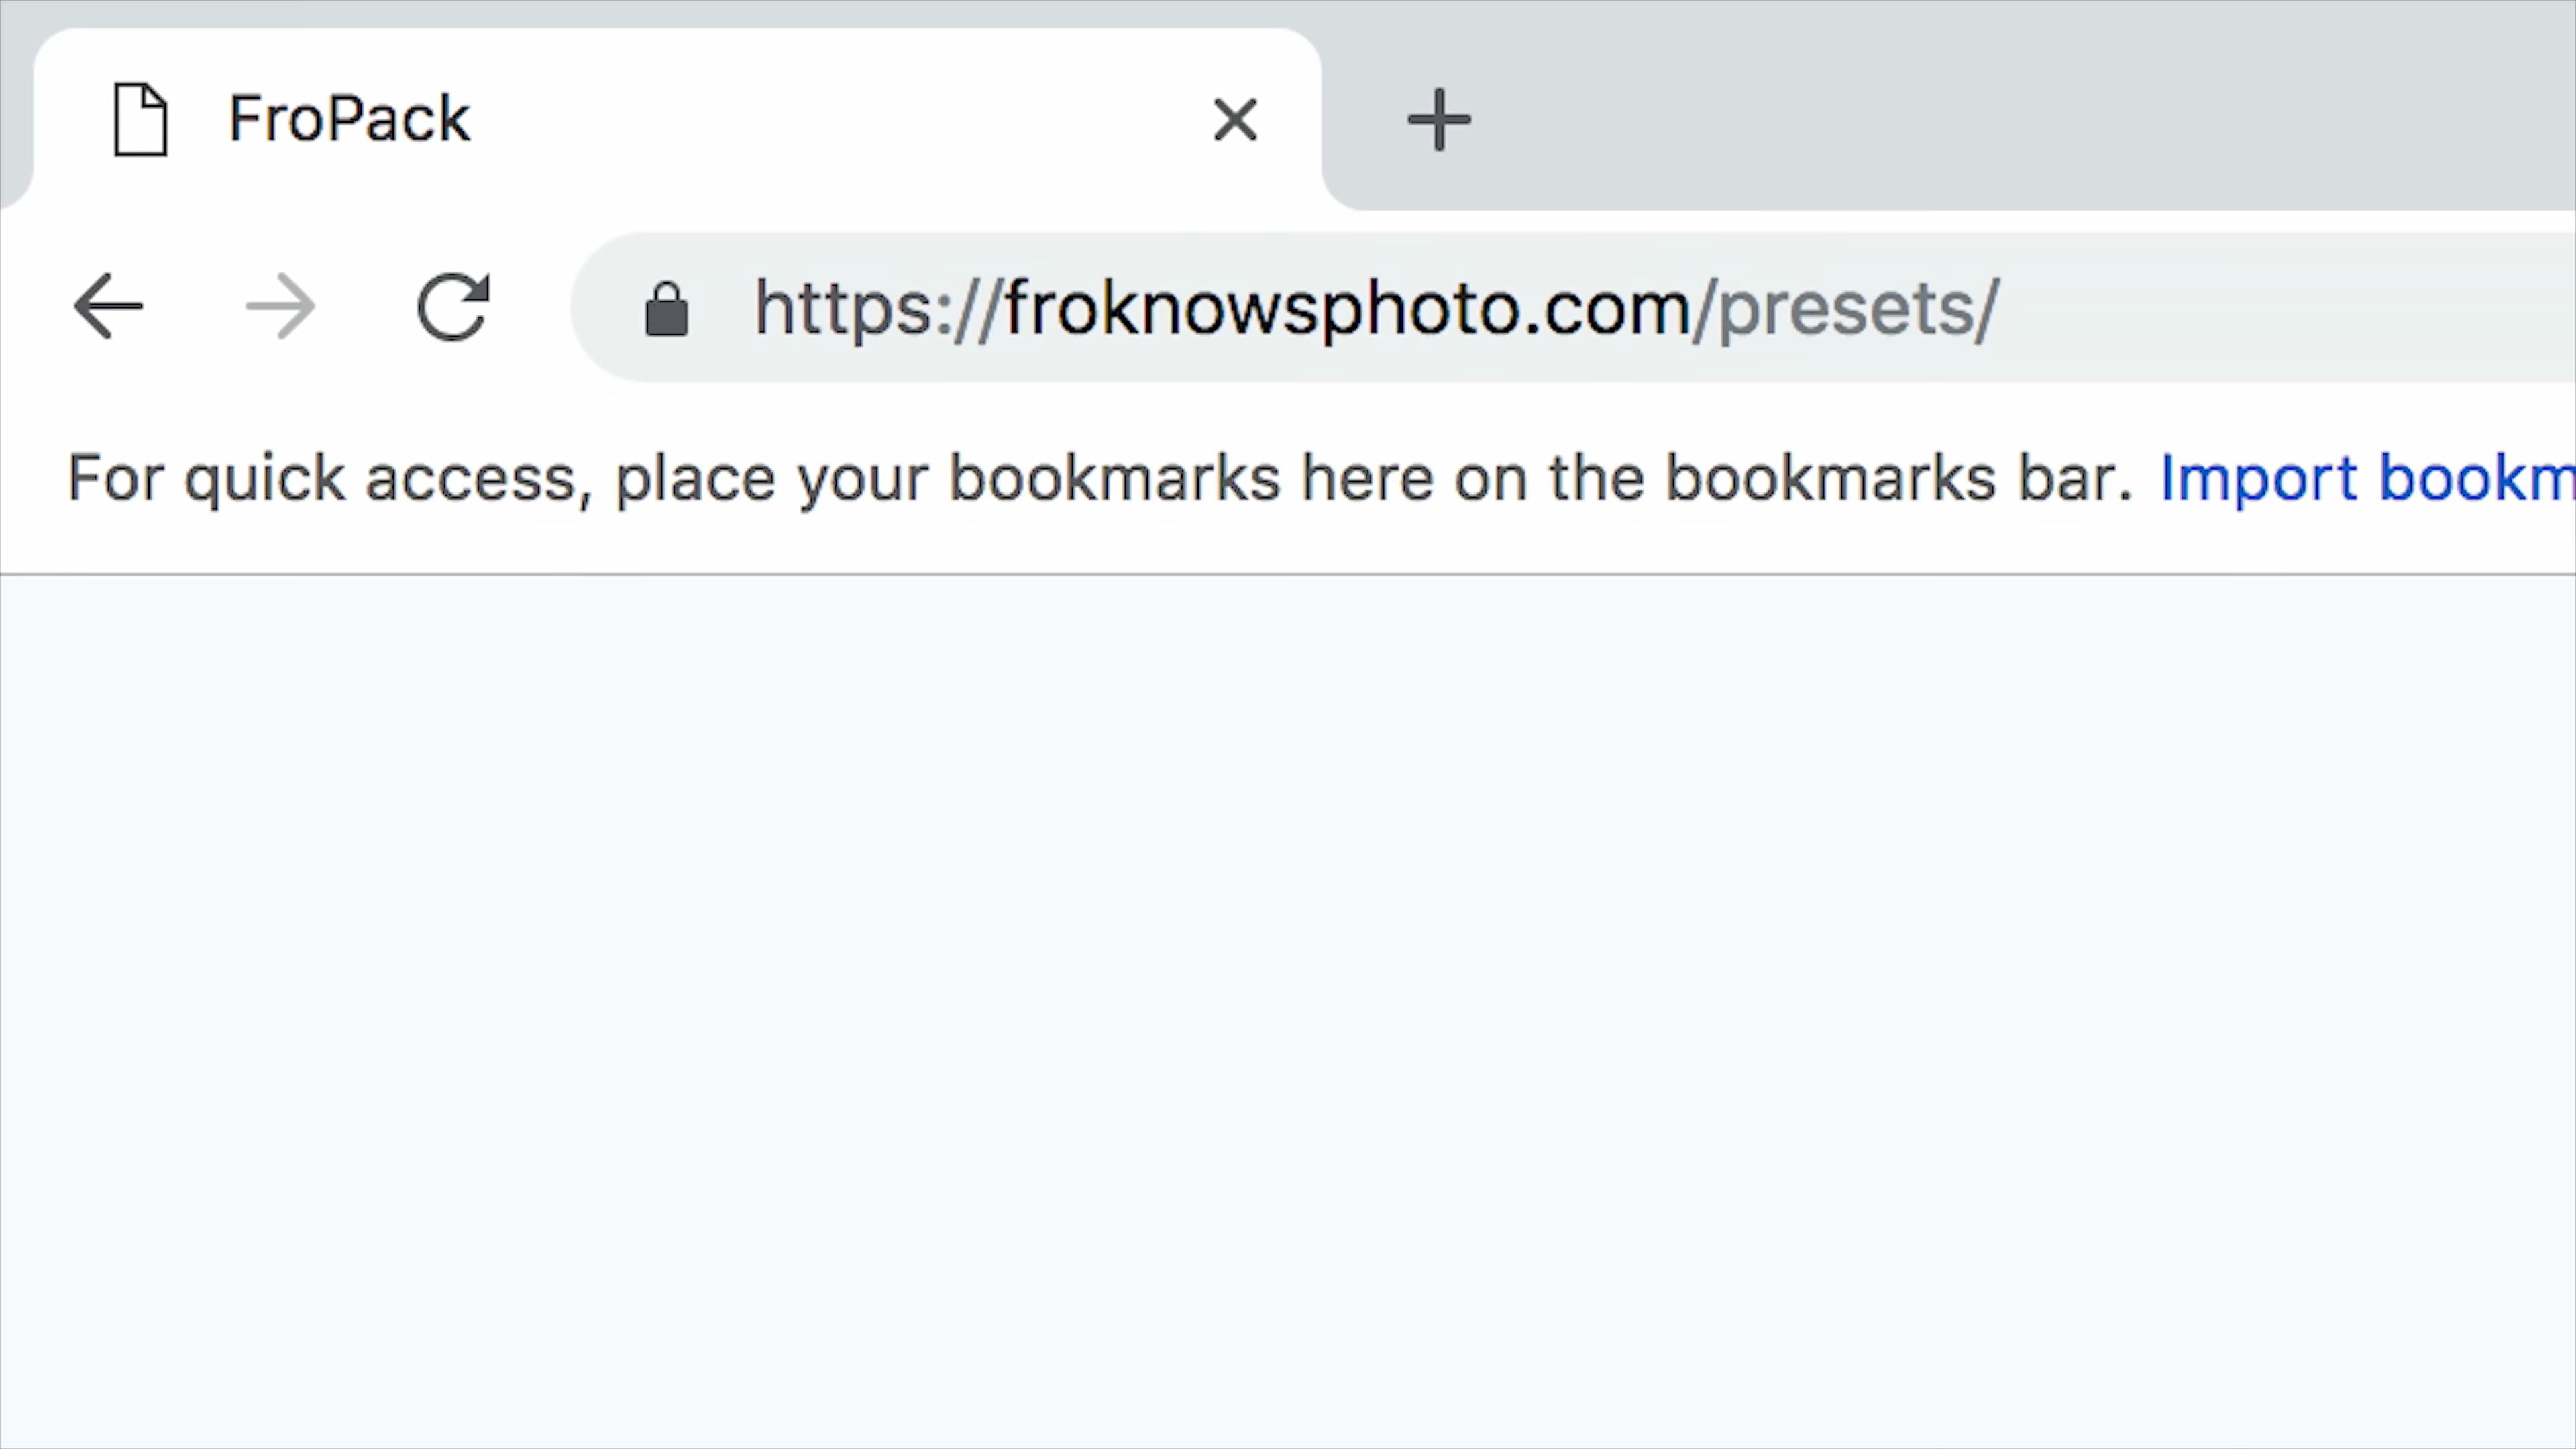 FroPack
https://froknowsphoto.com/presets/
For quick access, place your bookmarks here on the bookmarks bar. Import bookm